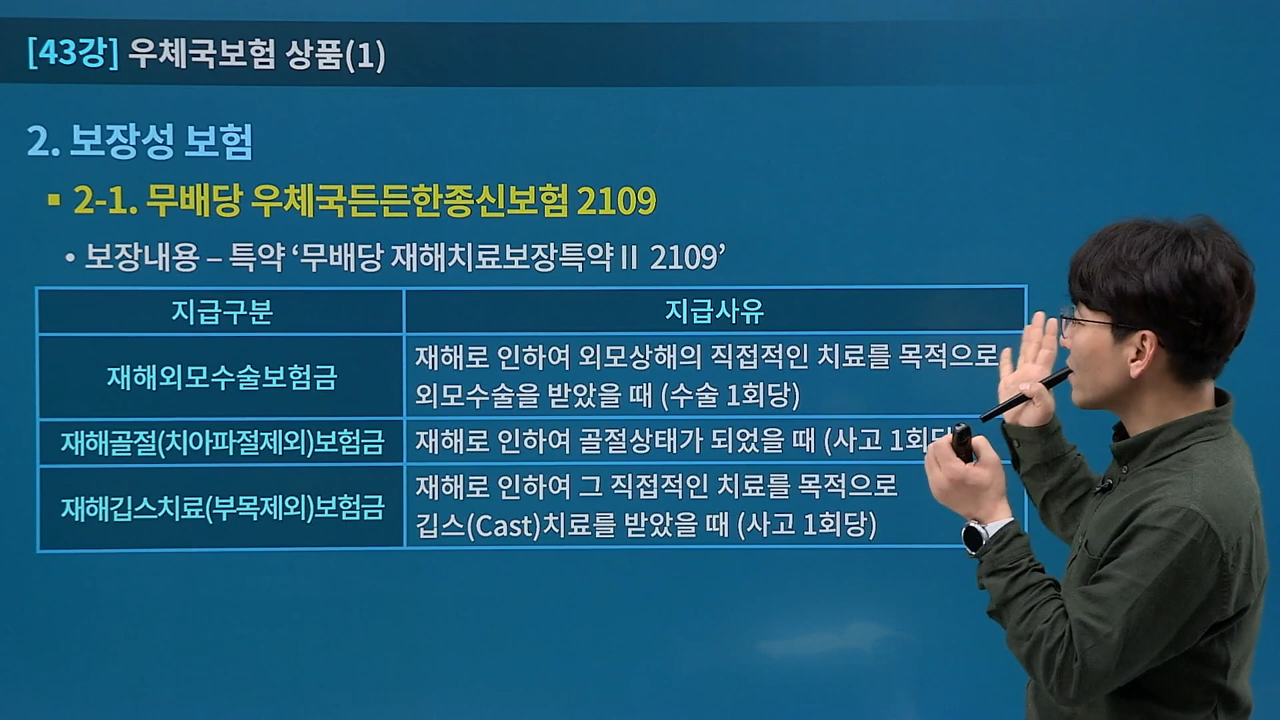 [43강] 우체국보험 상품(1)
2. 보장성 보험
▪ 2-1. 무배당 우체국든든한종신보험 2109
• 보장내용 – 특약 ‘무배당 재해치료보장특약Ⅱ 2109’
지급구분 지급사유
재해외모수술보험금
재해로 인하여 외모상해의 직접적인 치료를 목적으로
외모수술을 받았을 때 (수술 1회당)
재해골절(치아파절제외)보험금
재해로 인하여 골절상태가 되었을 때 (사고
재해깁스치료(부목제외)보험금
재해로 인하여 그 직접적인 치료를 목적으로
깁스(Cast)치료를 받았을 때 (사고 1회당)